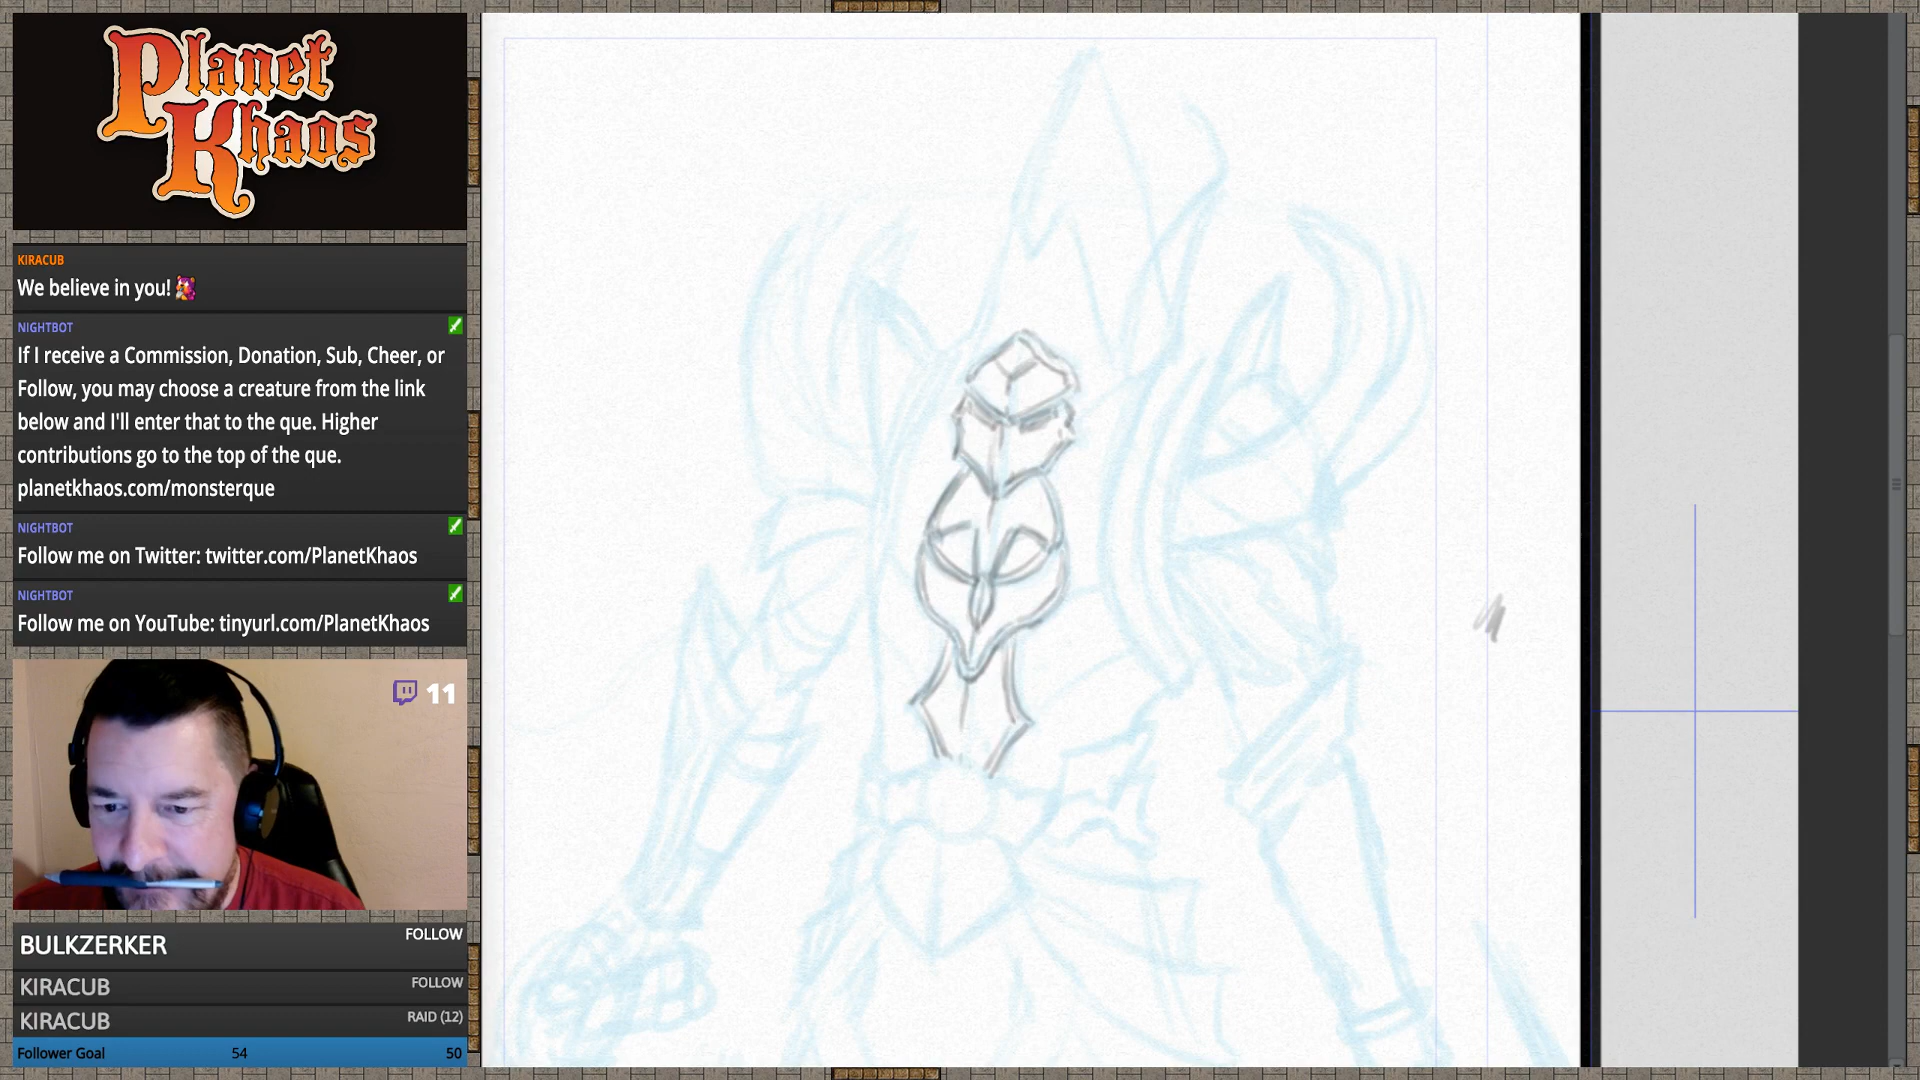 Planet
Khaos
KIRACUB
We believe in you!
NIGHTBOT
If I receive a Commission, Donation, Sub, Cheer, or
Follow, you may choose a creature from the link
below and I'll enter that to the que. Higher
contributions go to the top of the que.
planetkhaos.com/monsterque
NIGHTBOT
Follow me on Twitter: twitter.com/PlanetKhaos
NIGHTBOT
Follow me on YouTube: tinyurl.com/PlanetKhaos
11
BULKZERKER FOLLOW
KIRACUB FOLLOW
KIRACUB RAID (12)
Follower Goal 54 50